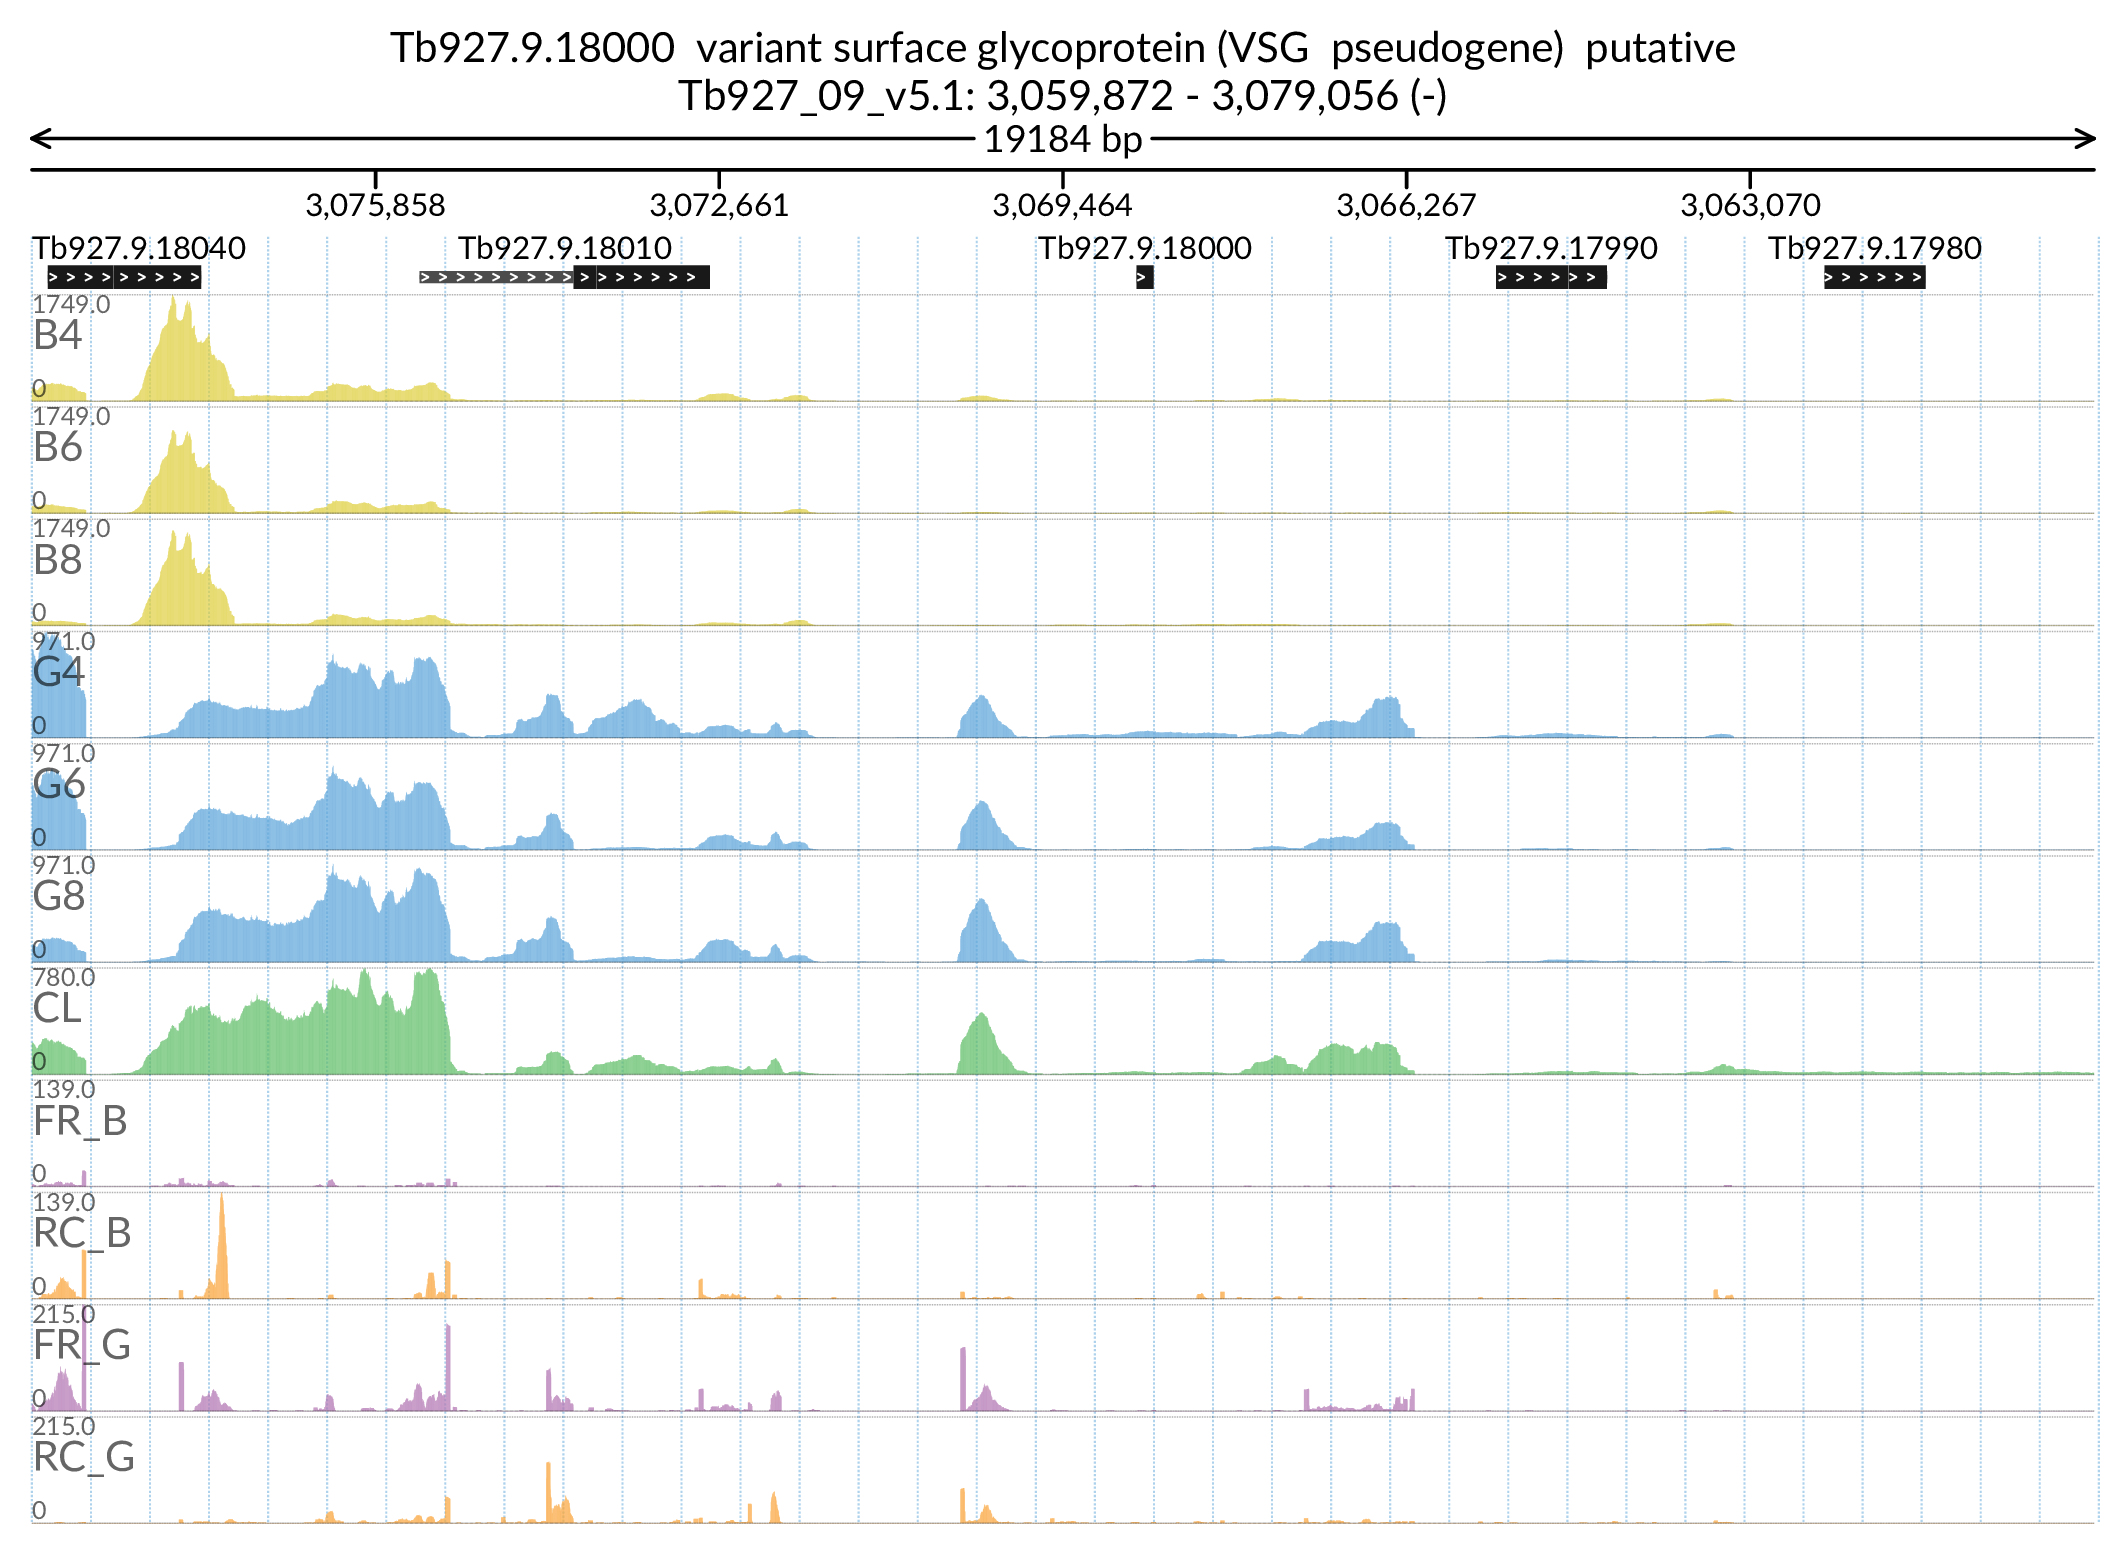 Tb927.9.18000  variant surface glycoprotein (VSG  pseudogene)  putative
Tb927_09_v5.1: 3,059,872 - 3,079,056 (-)
19184 bp
3,075,858 3,072,661 3,069,464 3,066,267 3,063,070
Tb927.9.18040 Tb927.9.18010 Tb927.9.18000 Tb927.9.17990 Tb927.9.17980
1749.0
B4
0
1749.0
B6
0
1749.0
B8
0
971.0
G4
0
971.0
G6
0
971.0
G8
0
780.0
CL
0
139.0
FR_B
0
139.0
RC_B
0
215.0
FR_G
0
215.0
RC_G
0